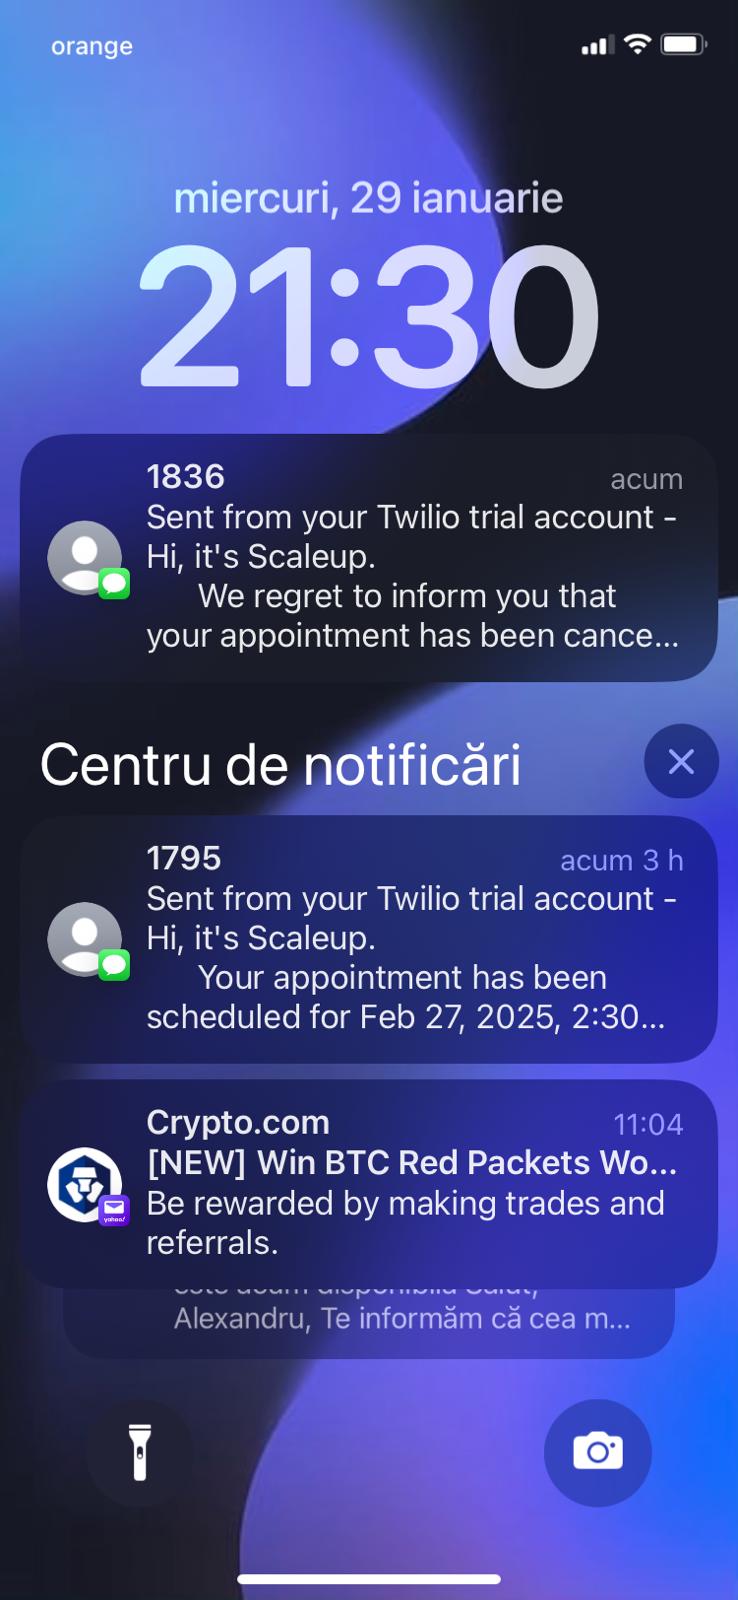 orange
miercuri, 29 ianuarie
21:30
1836
acum
Sent from your Twilio trial account -
Hi, it's Scaleup.
We regret to inform you that
your appointment has been cance...
Centru de notificări
1795
acum 3 h
Sent from your Twilio trial account -
Hi, it's Scaleup.
Your appointment has been
scheduled for Feb 27, 2025, 2:30...
Crypto.com
11:04
[NEW] Win BTC Red Packets Wo...
yahoo!
Be rewarded by making trades and
referrals.
este acum disponibilă Salut,
Alexandru, Te informăm că cea m...